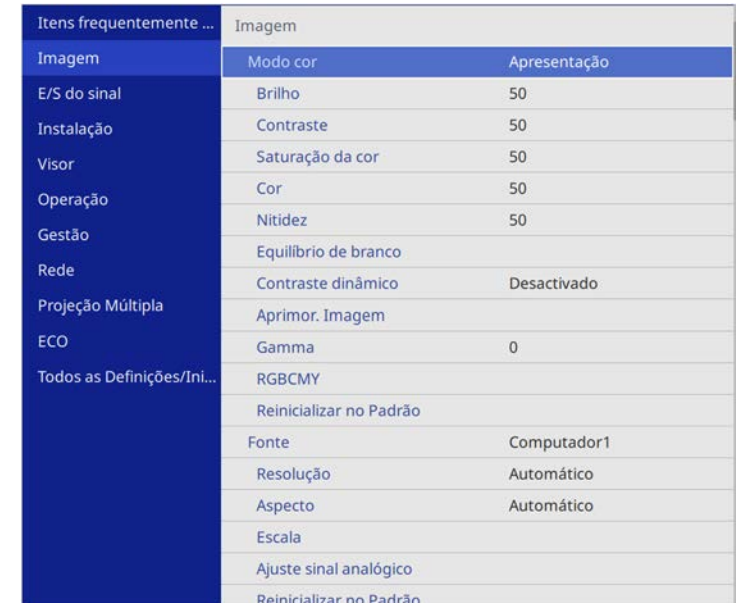 Itens frequentemente ...
Imagem
E/S do sinal
Instalação
Visor
Operação
Gestão
Rede
Projeção Múltipla
ECO
Todos as Definições/Ini...
Imagem
Modo cor Apresentação
Brilho 50
Contraste 50
Saturação da cor 50
Cor 50
Nitidez 50
Equilíbrio de branco
Contraste dinâmico Desactivado
Aprimor. Imagem
Gamma 0
RGBCMY
Reinicializar no Padrão
Fonte Computador1
Resolução Automático
Aspecto Automático
Escala
Ajuste sinal analógico
Reinicializar no Padrão